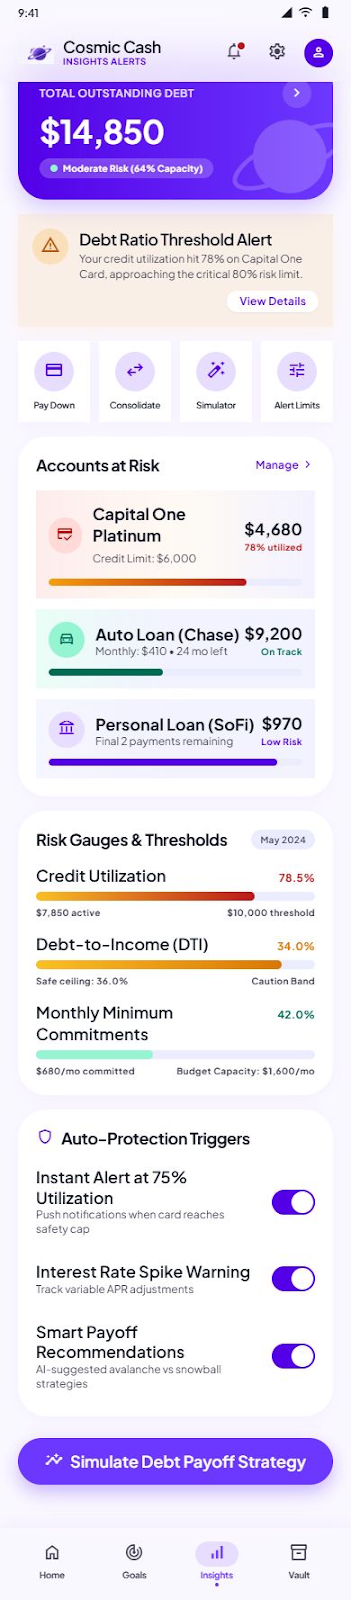 9:41
Cosmic Cash
INSIGHTS ALERTS
TOTAL OUTSTANDING DEBT
$14,850
Moderate Risk (64% Capacity)
Debt Ratio Threshold Alert
Your credit utilization hit 78% on Capital One
Card, approaching the critical 80% risk limit.
View Details
Pay Down
Consolidate
Simulator
Alert Limits
Accounts at Risk
Manage
Capital One
Platinum
$4,680
Credit Limit: $6,000
78% utilized
Auto Loan (Chase)
$9,200
Monthly: $410 • 24 mo left
On Track
Personal Loan (SoFi)
$970
Final 2 payments remaining
Low Risk
Risk Gauges & Thresholds
May 2024
Credit Utilization
78.5%
$7,850 active
$10,000 threshold
Debt-to-Income (DTI)
34.0%
Safe ceiling: 36.0%
Caution Band
Monthly Minimum
Commitments
42.0%
$680/mo committed
Budget Capacity: $1,600/mo
Auto-Protection Triggers
Instant Alert at 75%
Utilization
Push notifications when card reaches
safety cap
Interest Rate Spike Warning
Track variable APR adjustments
Smart Payoff
Recommendations
AI-suggested avalanche vs snowball
strategies
Simulate Debt Payoff Strategy
Home
Goals
Insights
Vault